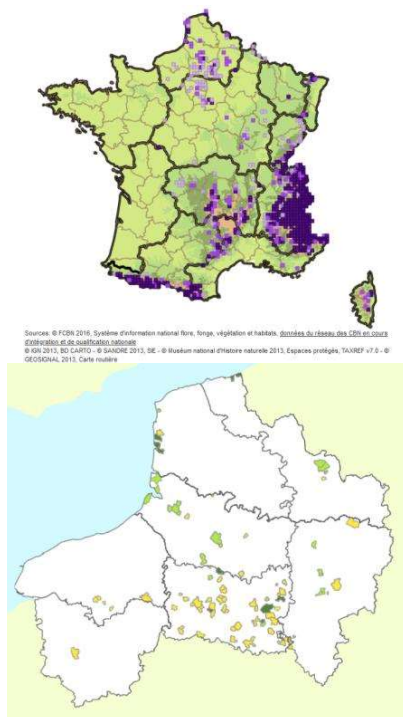 Sources: © FCBN 2016, Système d'information national flore, fonge, végétation et habitats, données du réseau des CBN en cours
d'intégration et de qualification nationale
© IGN 2013, BD CARTO - © SANDRE 2013, SIE - © Muséum national d'Histoire naturelle 2013, Espaces protégés, TAXREF v7.0 - ©
GEOSIGNAL 2013, Carte routière